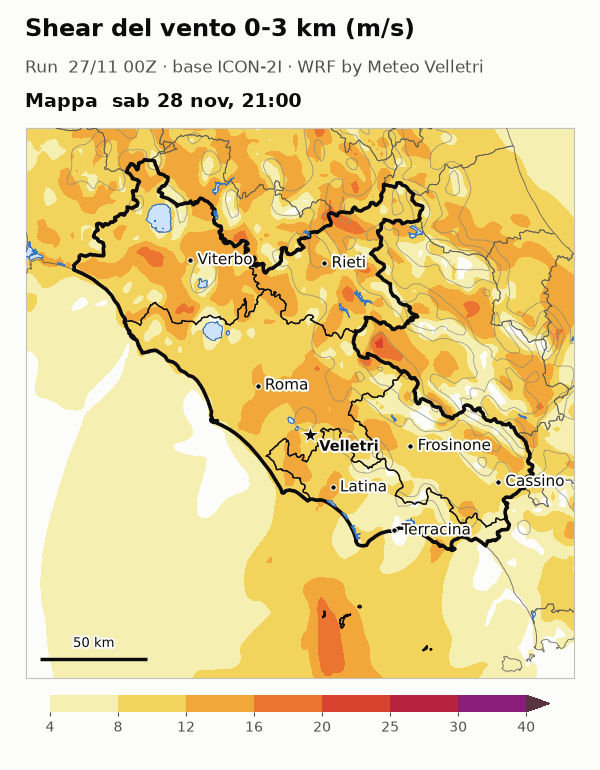 Shear del vento 0-3 km (m/s)
Run  27/11 00Z · base ICON-2I · WRF by Meteo Velletri
Mappa  sab 28 nov, 21:00
Viterbo
Rieti
Roma
Velletri
Frosinone
Cassino
Latina
Terracina
50 km
4 8 12 16 20 25 30 40